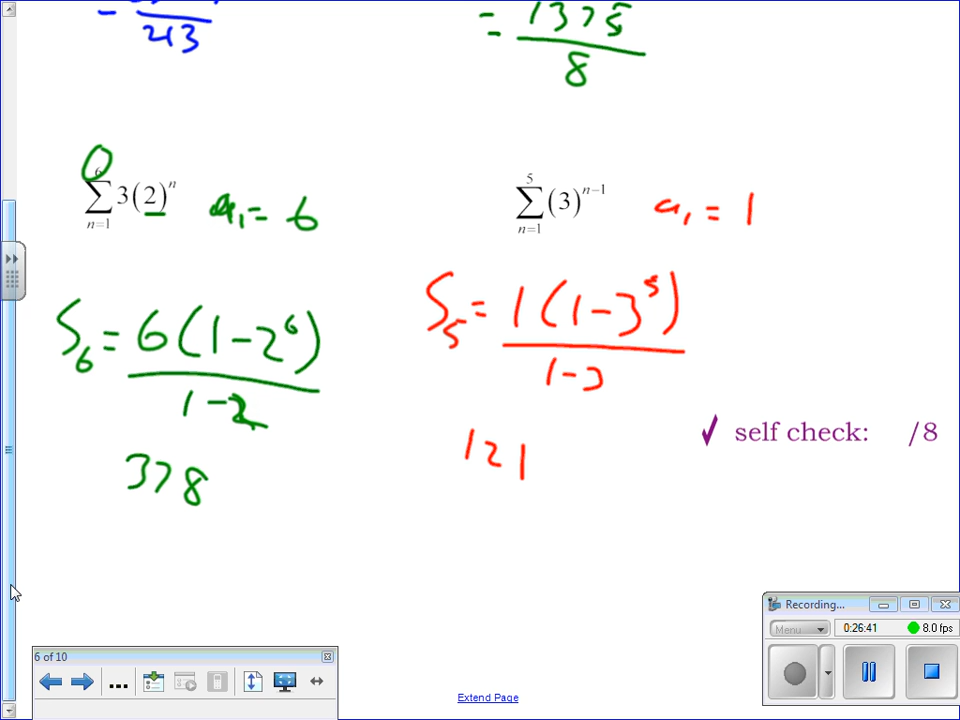 = 1375
243
8
6
∑ 3(2)ⁿ a₁ = 6
n=1
5
∑ (3)ⁿ⁻¹ a₁ = 1
n=1
S₆ = 6(1-2⁶)
1-2
378
S₅ = 1(1-3⁵)
1-3
121
✓ self check: /8
6 of 10
...
Extend Page
Recording...
Menu
0:26:41
8.0 fps